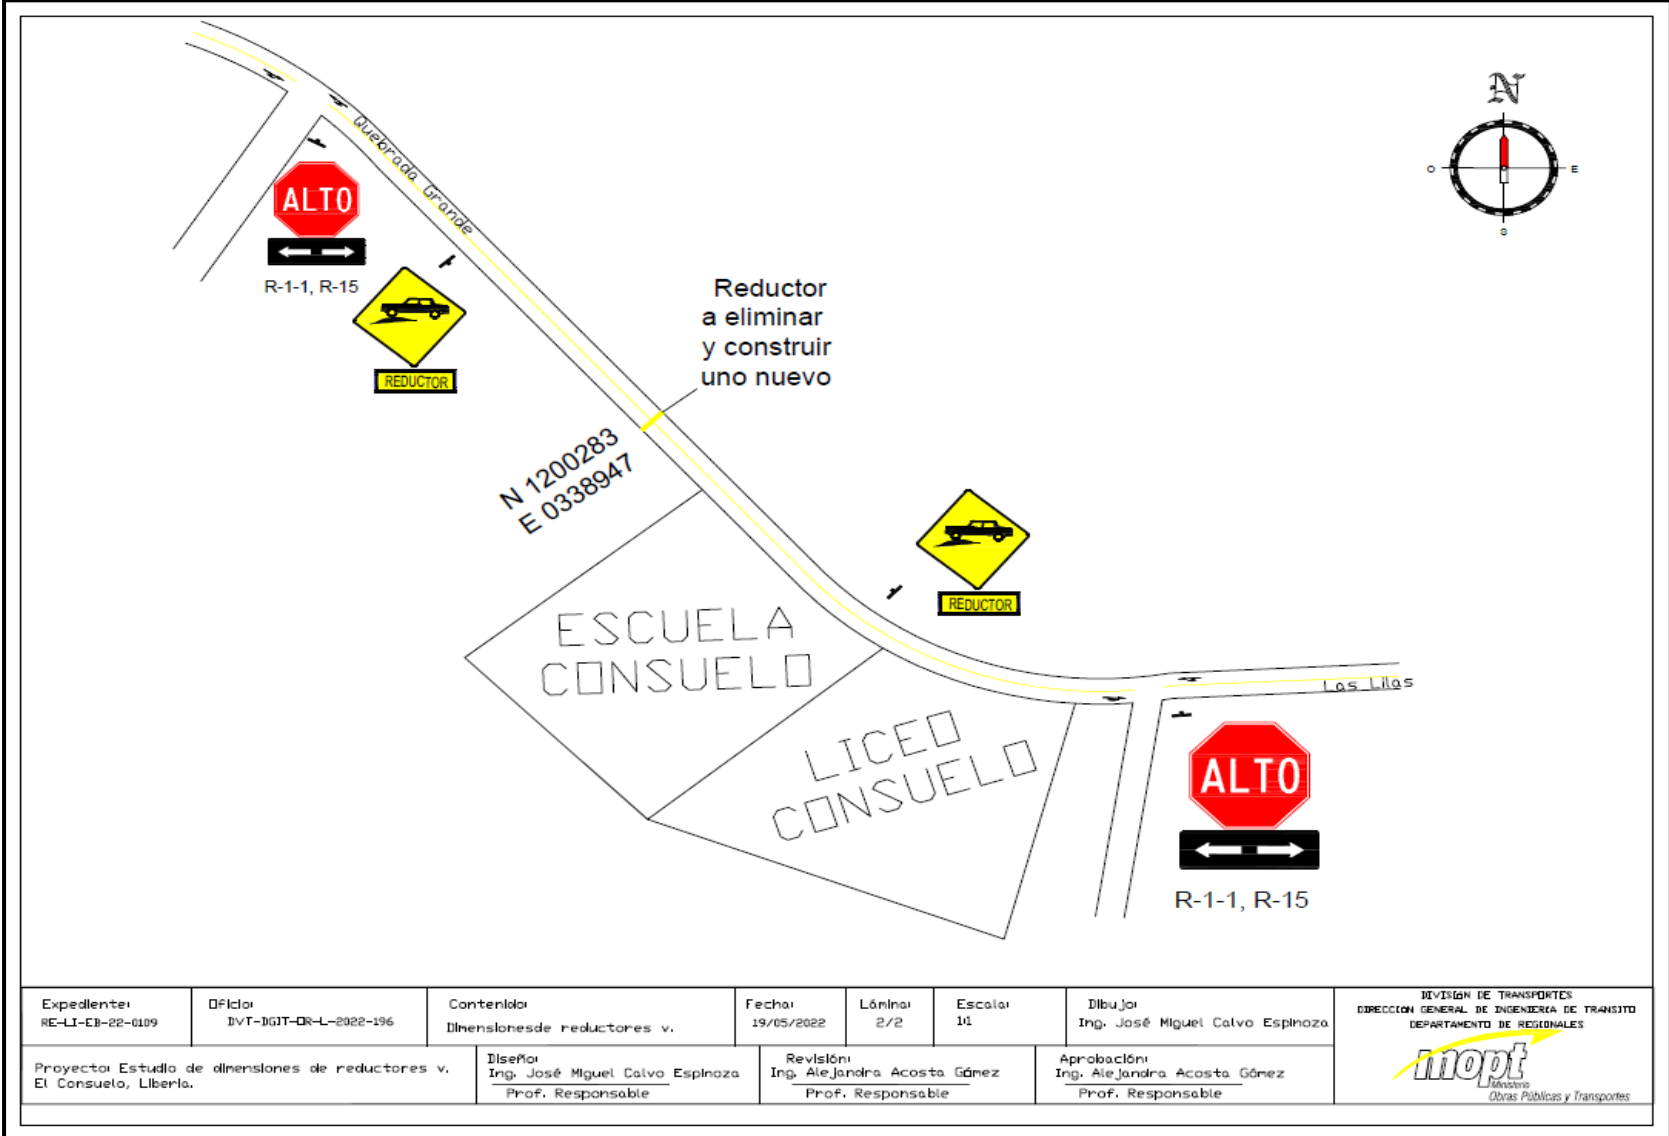 N
O
E
S
Quebrada Grande
ALTO
R-1-1, R-15
REDUCTOR
Reductor
a eliminar
y construir
uno nuevo
N 1200283
E 0338947
REDUCTOR
ESCUELA
CONSUELO
LICEO
CONSUELO
Las Lilas
ALTO
R-1-1, R-15
Expediente:
RE-LI-EB-22-0109
Oficio:
DVT-DGIT-OR-L-2022-196
Contenido:
Dimensionesde reductores v.
Fecha:
19/05/2022
Lámina:
2/2
Escala:
1:1
Dibujo:
Ing. José Miguel Calvo Espinoza
DIVISIÓN DE TRANSPORTES
DIRECCION GENERAL DE INGENIERIA DE TRANSITO
DEPARTAMENTO DE REGIONALES
Proyecto: Estudio de dimensiones de reductores v.
El Consuelo, Liberia.
Diseño:
Ing. José Miguel Calvo Espinoza
Prof. Responsable
Revisión:
Ing. Alejandra Acosta Gómez
Prof. Responsable
Aprobación:
Ing. Alejandra Acosta Gómez
Prof. Responsable
mopt
Ministerio
Obras Públicas y Transportes